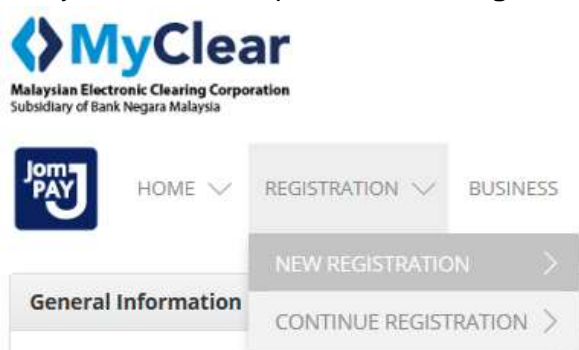 MyClear
Malaysian Electronic Clearing Corporation
Subsidiary of Bank Negara Malaysia
Jom
PAY
HOME
REGISTRATION
BUSINESS
NEW REGISTRATION
General Information
CONTINUE REGISTRATION